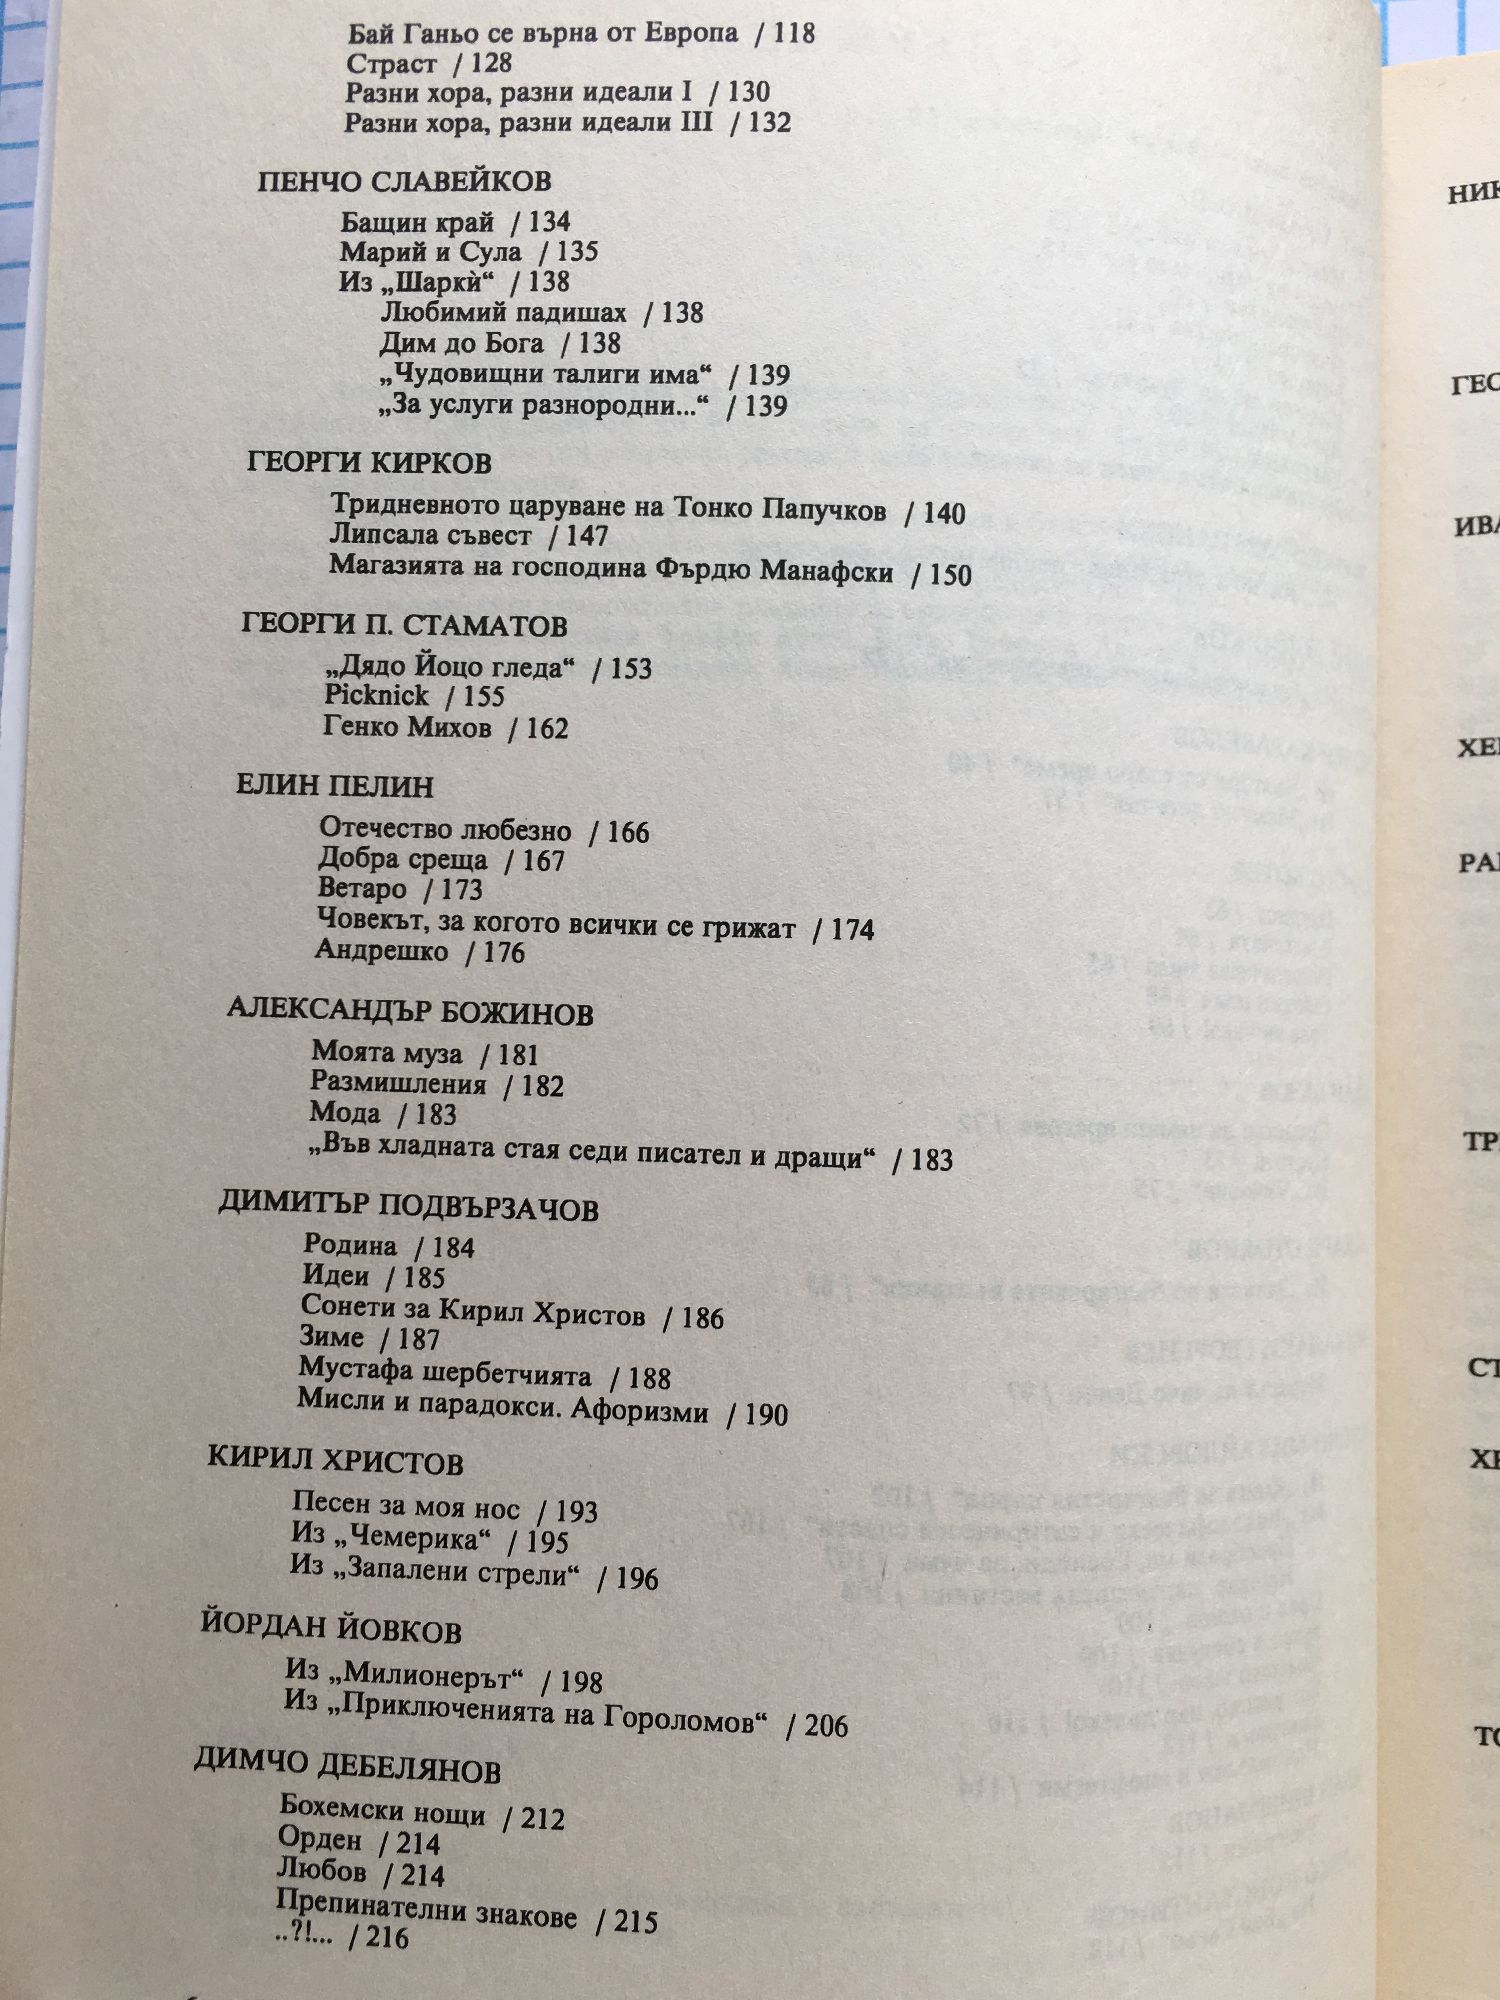 Бай Ганьо се върна от Европа / 118
Страст / 128
Разни хора, разни идеали I / 130
Разни хора, разни идеали III / 132
ПЕНЧО СЛАВЕЙКОВ
Бащин край / 134
Марий и Сула / 135
Из „Шаркѝ“ / 138
Любимий падишах / 138
Дим до Бога / 138
„Чудовищни талиги има“ / 139
„За услуги разнородни...“ / 139
ГЕОРГИ КИРКОВ
Тридневното царуване на Тонко Папучков / 140
Липсала съвест / 147
Магазията на господина Фърдю Манафски / 150
ГЕОРГИ П. СТАМАТОВ
„Дядо Йоцо гледа“ / 153
Picknick / 155
Генко Михов / 162
ЕЛИН ПЕЛИН
Отечество любезно / 166
Добра среща / 167
Ветаро / 173
Човекът, за когото всички се грижат / 174
Андрешко / 176
АЛЕКСАНДЪР БОЖИНОВ
Моята муза / 181
Размишления / 182
Мода / 183
„Във хладната стая седи писател и дращи“ / 183
ДИМИТЪР ПОДВЪРЗАЧОВ
Родина / 184
Идеи / 185
Сонети за Кирил Христов / 186
Зиме / 187
Мустафа шербетчията / 188
Мисли и парадокси. Афоризми / 190
КИРИЛ ХРИСТОВ
Песен за моя нос / 193
Из „Чемерика“ / 195
Из „Запалени стрели“ / 196
ЙОРДАН ЙОВКОВ
Из „Милионерът“ / 198
Из „Приключенията на Гороломов“ / 206
ДИМЧО ДЕБЕЛЯНОВ
Бохемски нощи / 212
Орден / 214
Любов / 214
Препинателни знакове / 215
..?!... / 216